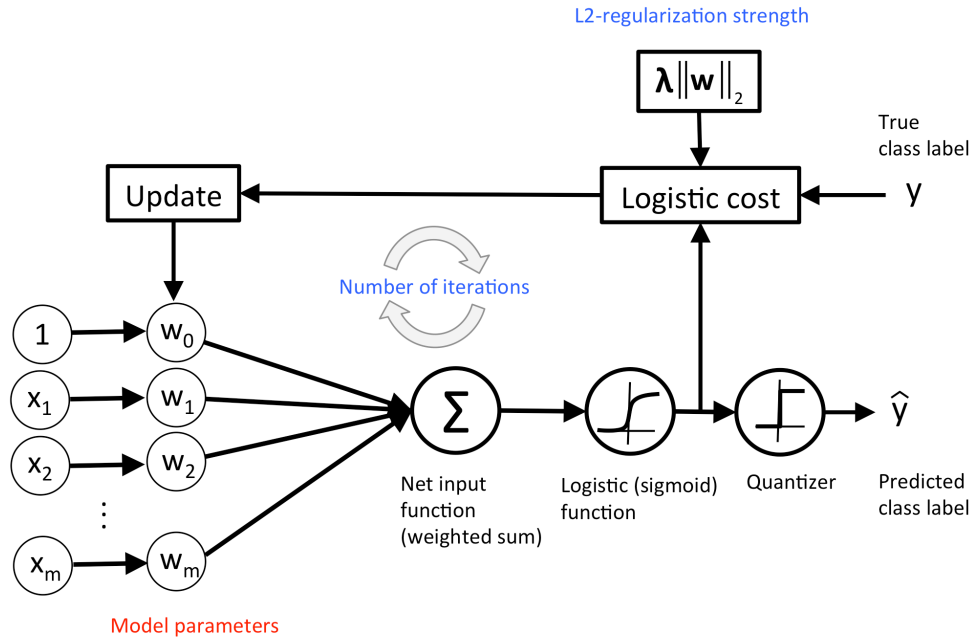 L2-regularization strength
λ‖w‖₂
True
class label
Update
Logistic cost
y
Number of iterations
1
w₀
x₁
w₁
x₂
w₂
⋮
xₘ
wₘ
Σ
ŷ
Net input
function
(weighted sum)
Logistic (sigmoid)
function
Quantizer
Predicted
class label
Model parameters